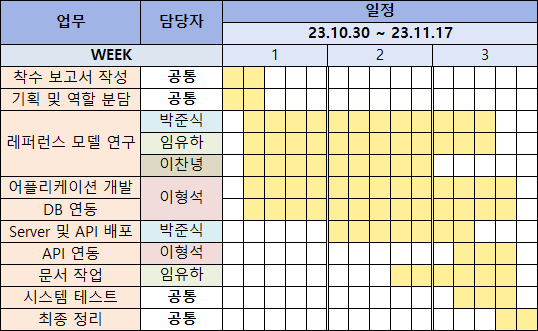 업무 담당자 일정
23.10.30 ~ 23.11.17
WEEK 1 2 3
착수 보고서 작성 공통
기획 및 역할 분담 공통
레퍼런스 모델 연구 박준식
임유하
이찬녕
어플리케이션 개발 이형석
DB 연동
Server 및 API 배포 박준식
API 연동 이형석
문서 작업 임유하
시스템 테스트 공통
최종 정리 공통